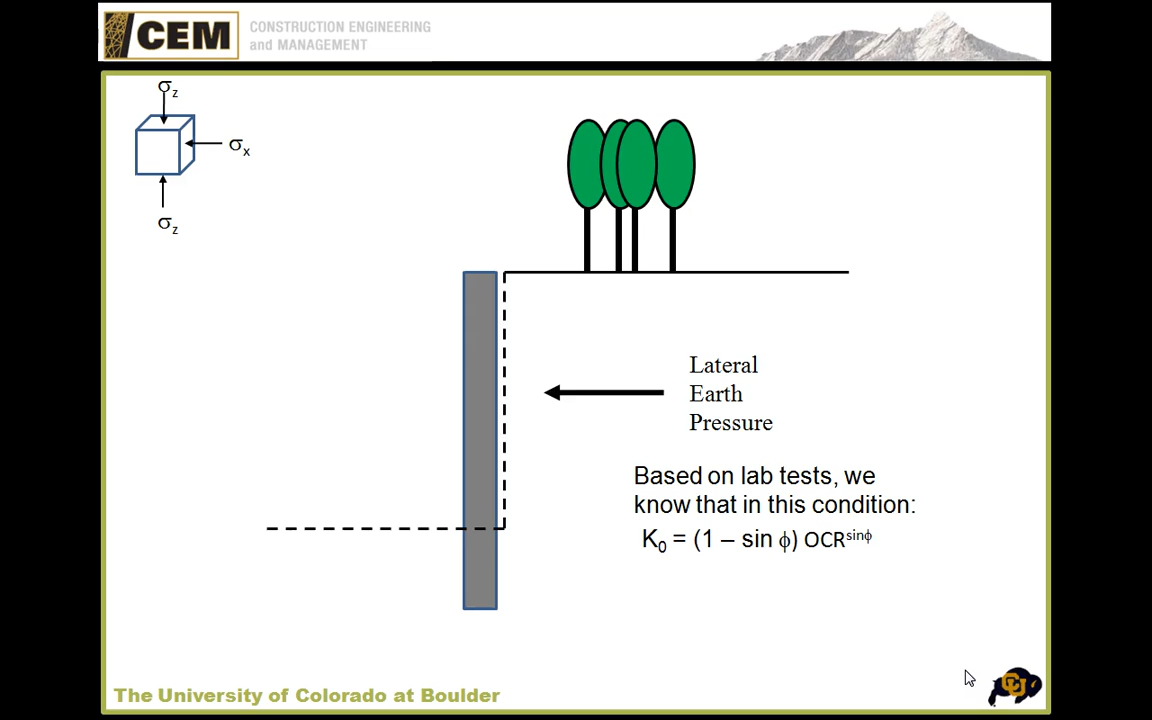 CEM
CONSTRUCTION ENGINEERING
and MANAGEMENT
σz
σx
σz
Lateral
Earth
Pressure
Based on lab tests, we
know that in this condition:
K₀ = (1 – sin ϕ) OCR^sinϕ
The University of Colorado at Boulder
CU